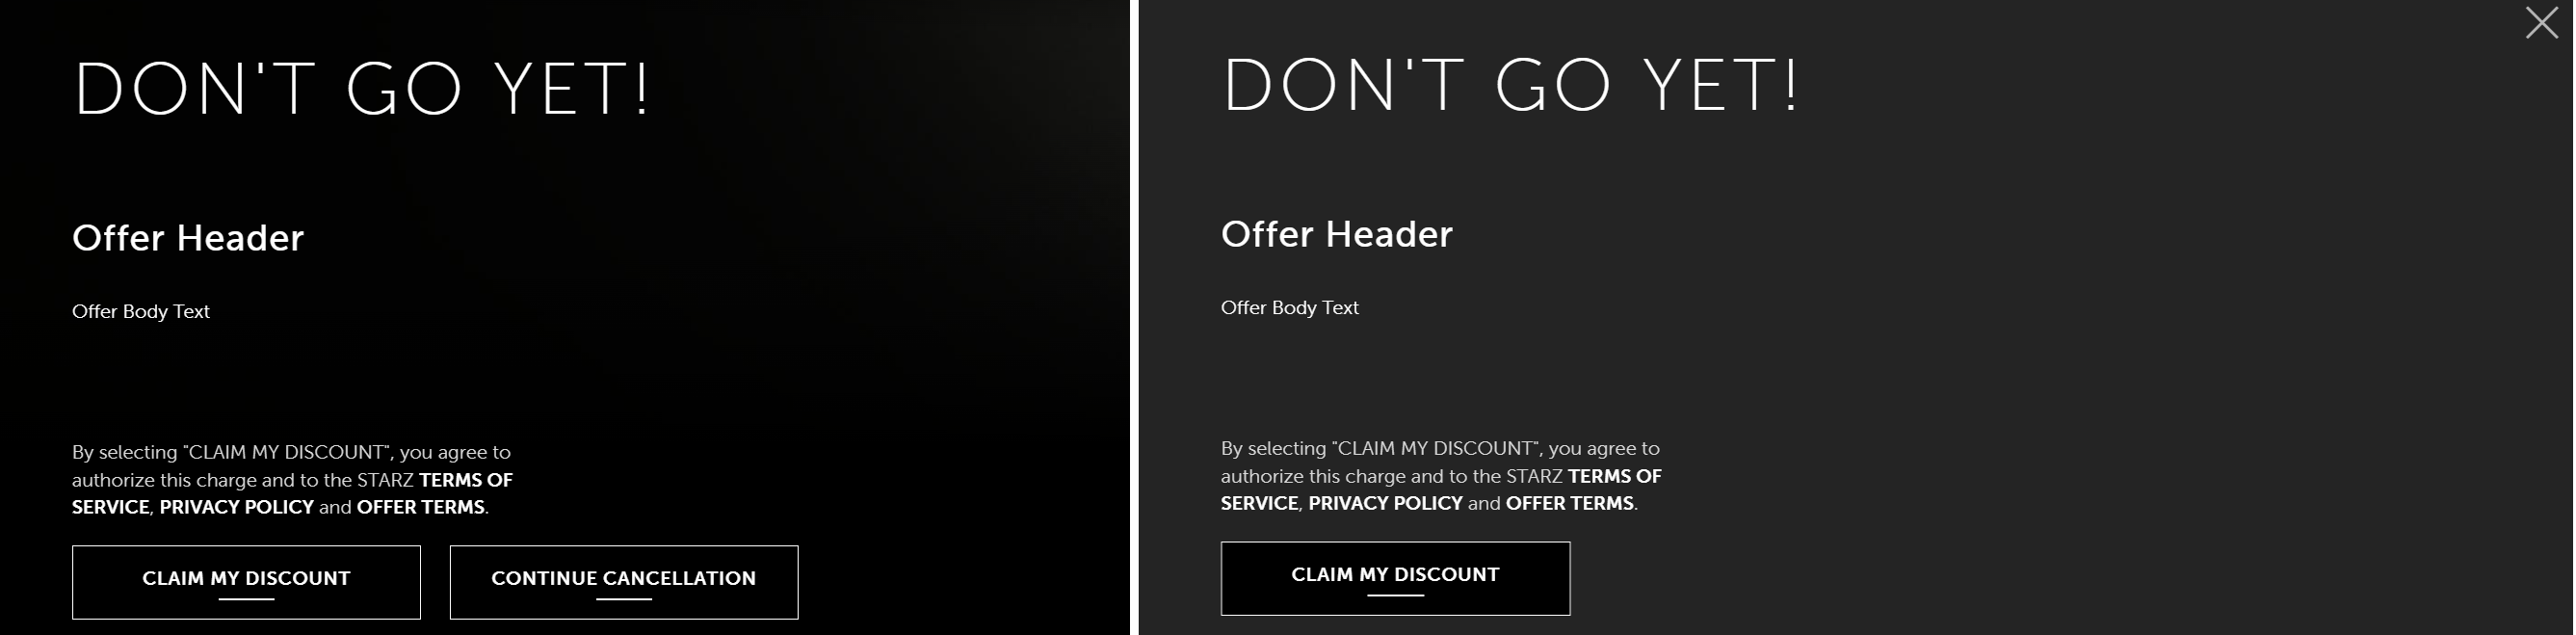 DON'T GO YET!
Offer Header
Offer Body Text
By selecting "CLAIM MY DISCOUNT", you agree to
authorize this charge and to the STARZ TERMS OF
SERVICE, PRIVACY POLICY and OFFER TERMS.
CLAIM MY DISCOUNT
CONTINUE CANCELLATION
DON'T GO YET!
Offer Header
Offer Body Text
By selecting "CLAIM MY DISCOUNT", you agree to
authorize this charge and to the STARZ TERMS OF
SERVICE, PRIVACY POLICY and OFFER TERMS.
CLAIM MY DISCOUNT